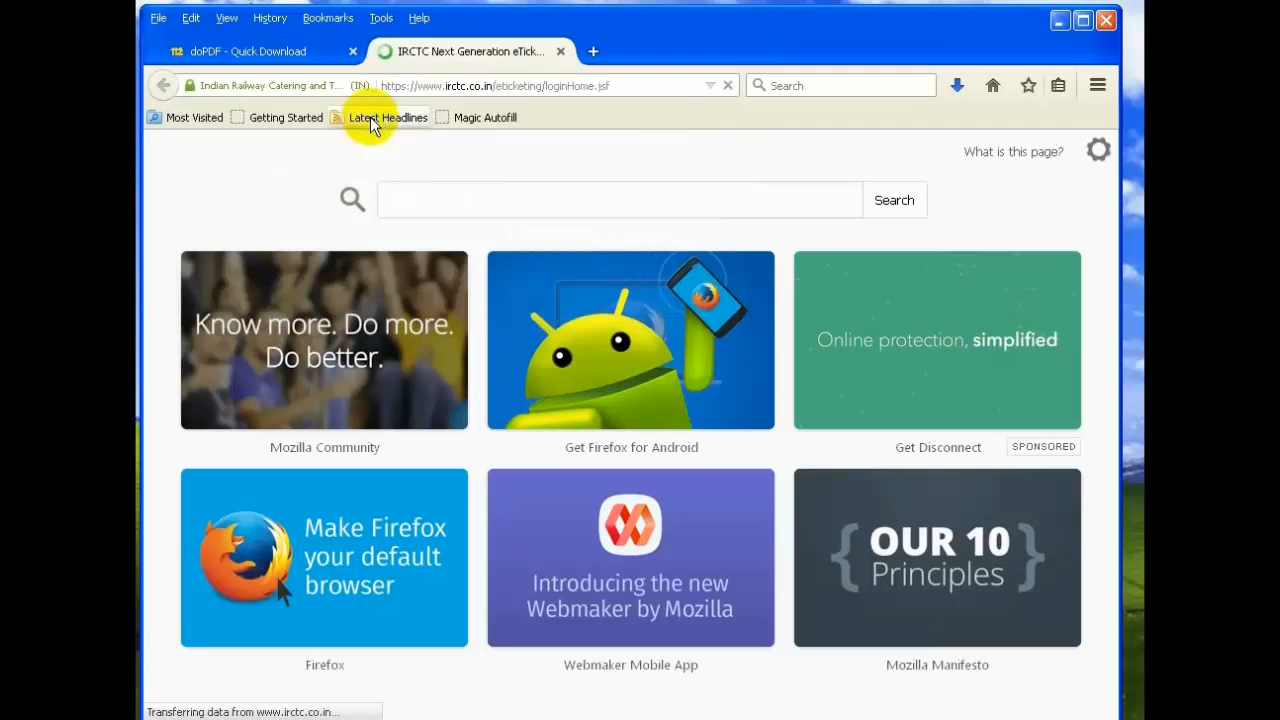 File Edit View History Bookmarks Tools Help
doPDF - Quick Download
IRCTC Next Generation eTick...
Indian Railway Catering and T... (IN) https://www.irctc.co.in/eticketing/loginHome.jsf
Search
Most Visited Getting Started Latest Headlines Magic Autofill
What is this page?
Search
Know more. Do more.
Do better.
Online protection, simplified
Mozilla Community
Get Firefox for Android
Get Disconnect SPONSORED
Make Firefox
your default
browser
Introducing the new
Webmaker by Mozilla
OUR 10
Principles
Firefox
Webmaker Mobile App
Mozilla Manifesto
Transferring data from www.irctc.co.in...